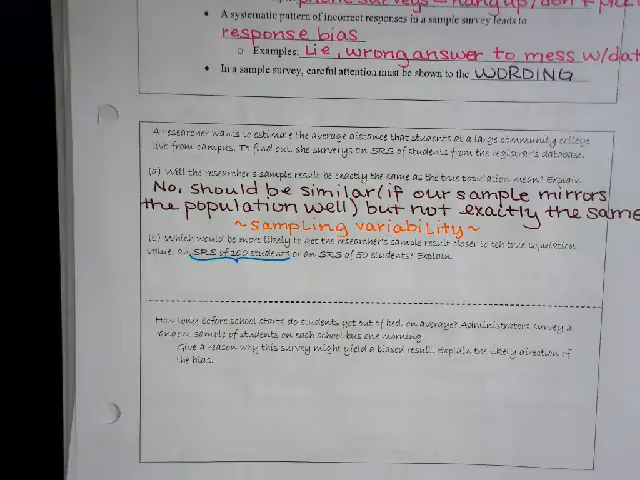 phone surveys - hang up / don't pick
• A systematic pattern of incorrect responses in a sample survey leads to
response bias
o Examples: Lie, wrong answer to mess w/ dat
• In a sample survey, careful attention must be shown to the WORDING
A researcher wants to estimate the average distance that students at a large community college
live from campus. To find out, she surveys an SRS of students from the registrar's database.
(a) Will the researcher's sample result be exactly the same as the true population mean? Explain.
No, should be similar (if our sample mirrors
the population well) but not exactly the same
~ sampling variability ~
(b) Which would be more likely to get the researcher's sample result closer to teh true population
value: an SRS of 100 students or an SRS of 50 students? Explain.
How long before school starts do students get out of bed, on average? Administrators survey a
random sample of students on each school bus one morning.
Give a reason why this survey might yield a biased result. Explain the likely direction of
the bias.